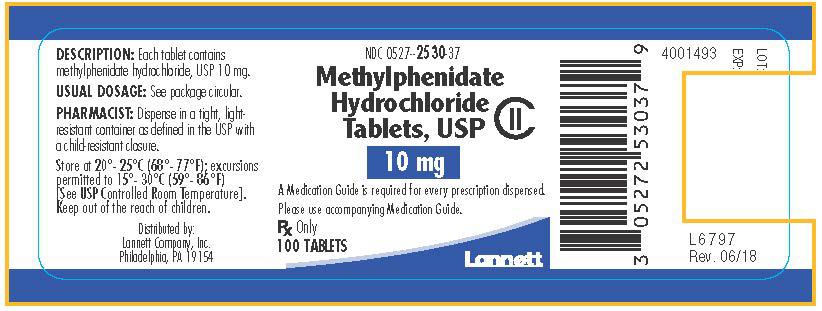 DESCRIPTION: Each tablet contains
methylphenidate hydrochloride, USP 10 mg.
USUAL DOSAGE: See package circular.
PHARMACIST: Dispense in a tight, light-
resistant container as defined in the USP with
a child-resistant closure.
Store at 20°- 25°C (68°- 77°F); excursions
permitted to 15°- 30°C (59°- 86°F)
[See USP Controlled Room Temperature].
Keep out of the reach of children.
Distributed by:
Lannett Company, Inc.
Philadelphia, PA 19154
NDC 0527--2530-37
Methylphenidate
Hydrochloride
Tablets, USP CII
10 mg
A Medication Guide is required for every prescription dispensed.
Please use accompanying Medication Guide.
Rx Only
100 TABLETS
Lannett
3 05272 53037 9
4001493
LOT:
EXP:
L6797
Rev. 06/18